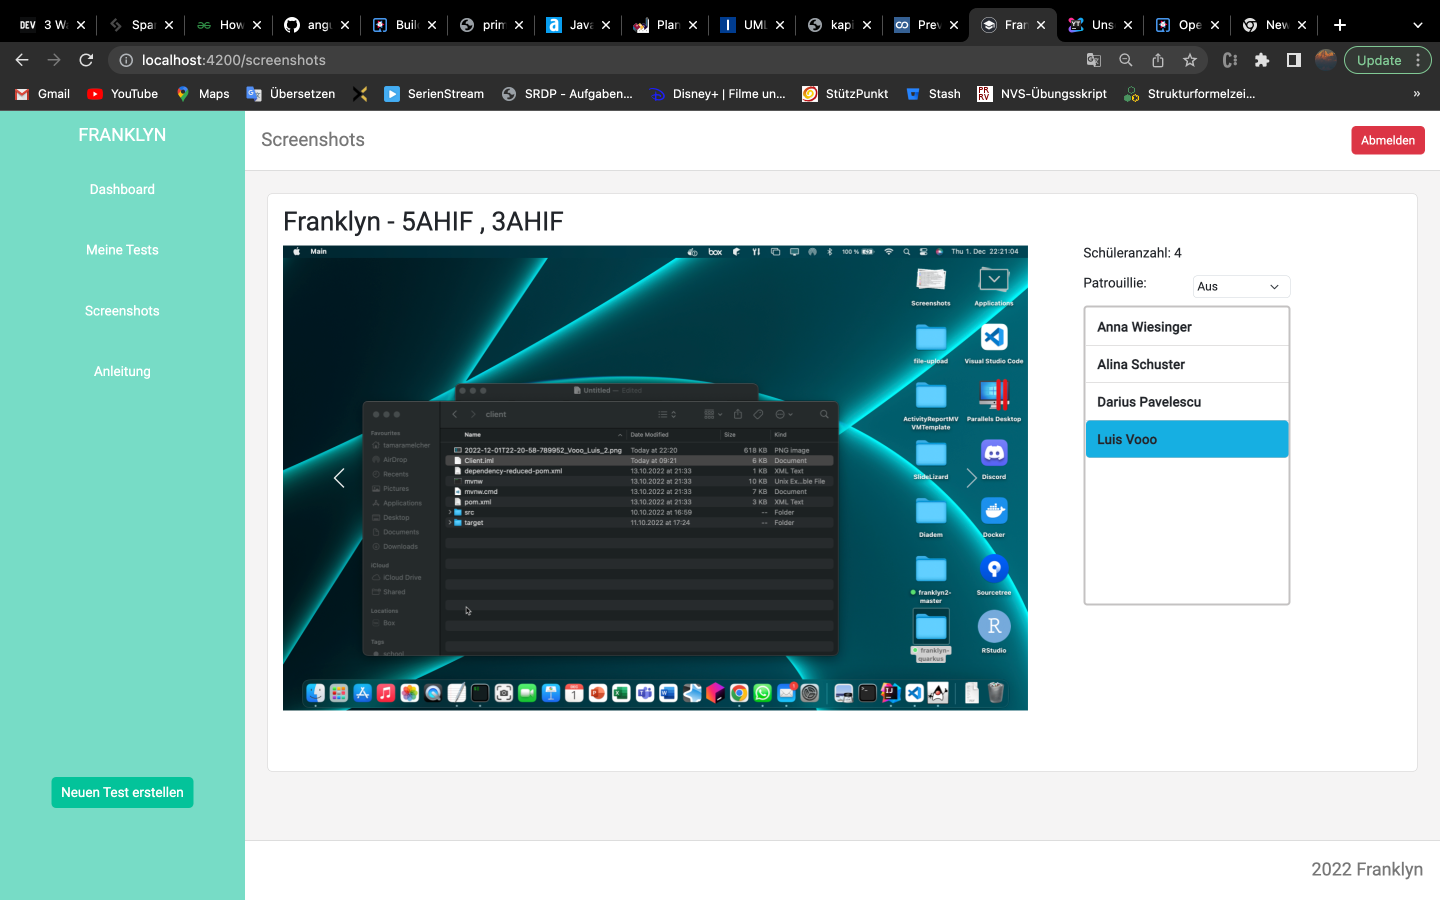 DEV 3 Wa
Spa
How
angu
Buil
prim
Java
Plan
UML
kapi
Prev
Fran
Uns
Ope
New
localhost:4200/screenshots
Update
Gmail
YouTube
Maps
Übersetzen
SerienStream
SRDP - Aufgaben...
Disney+ | Filme un...
StützPunkt
Stash
NVS-Übungsskript
Strukturformelzei...
»
FRANKLYN
Dashboard
Meine Tests
Screenshots
Anleitung
Neuen Test erstellen
Screenshots
Abmelden
Franklyn - 5AHIF , 3AHIF
Main
box
100 %
Thu 1. Dec 22:21:04
Screenshots
Applications
file-upload
Visual Studio Code
ActivityReportMV
VMTemplate
Parallels Desktop
SlideLizard
Discord
Diadem
Docker
franklyn2-
master
Sourcetree
franklyn-
quarkus
R
RStudio
Untitled — Edited
client
Favourites
tamaramelcher
AirDrop
Recents
Pictures
Applications
Desktop
Documents
Downloads
iCloud
iCloud Drive
Shared
Locations
Box
Tags
school
Name Date Modified Size Kind
2022-12-01T22-20-58-789952_Vooo_Luis_2.png Today at 22:20 618 KB PNG image
Client.iml Today at 09:21 6 KB Document
dependency-reduced-pom.xml 13.10.2022 at 21:33 1 KB XML Text
mvnw 13.10.2022 at 21:33 10 KB Unix Ex...ble File
mvnw.cmd 13.10.2022 at 21:33 7 KB Document
pom.xml 13.10.2022 at 21:33 3 KB XML Text
src 10.10.2022 at 16:59 -- Folder
target 11.10.2022 at 17:24 -- Folder
Schüleranzahl: 4
Patrouillie:
Aus
Anna Wiesinger
Alina Schuster
Darius Pavelescu
Luis Vooo
2022 Franklyn